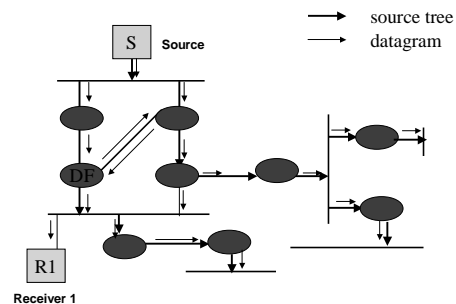 source tree
datagram
S
Source
DF
R1
Receiver 1